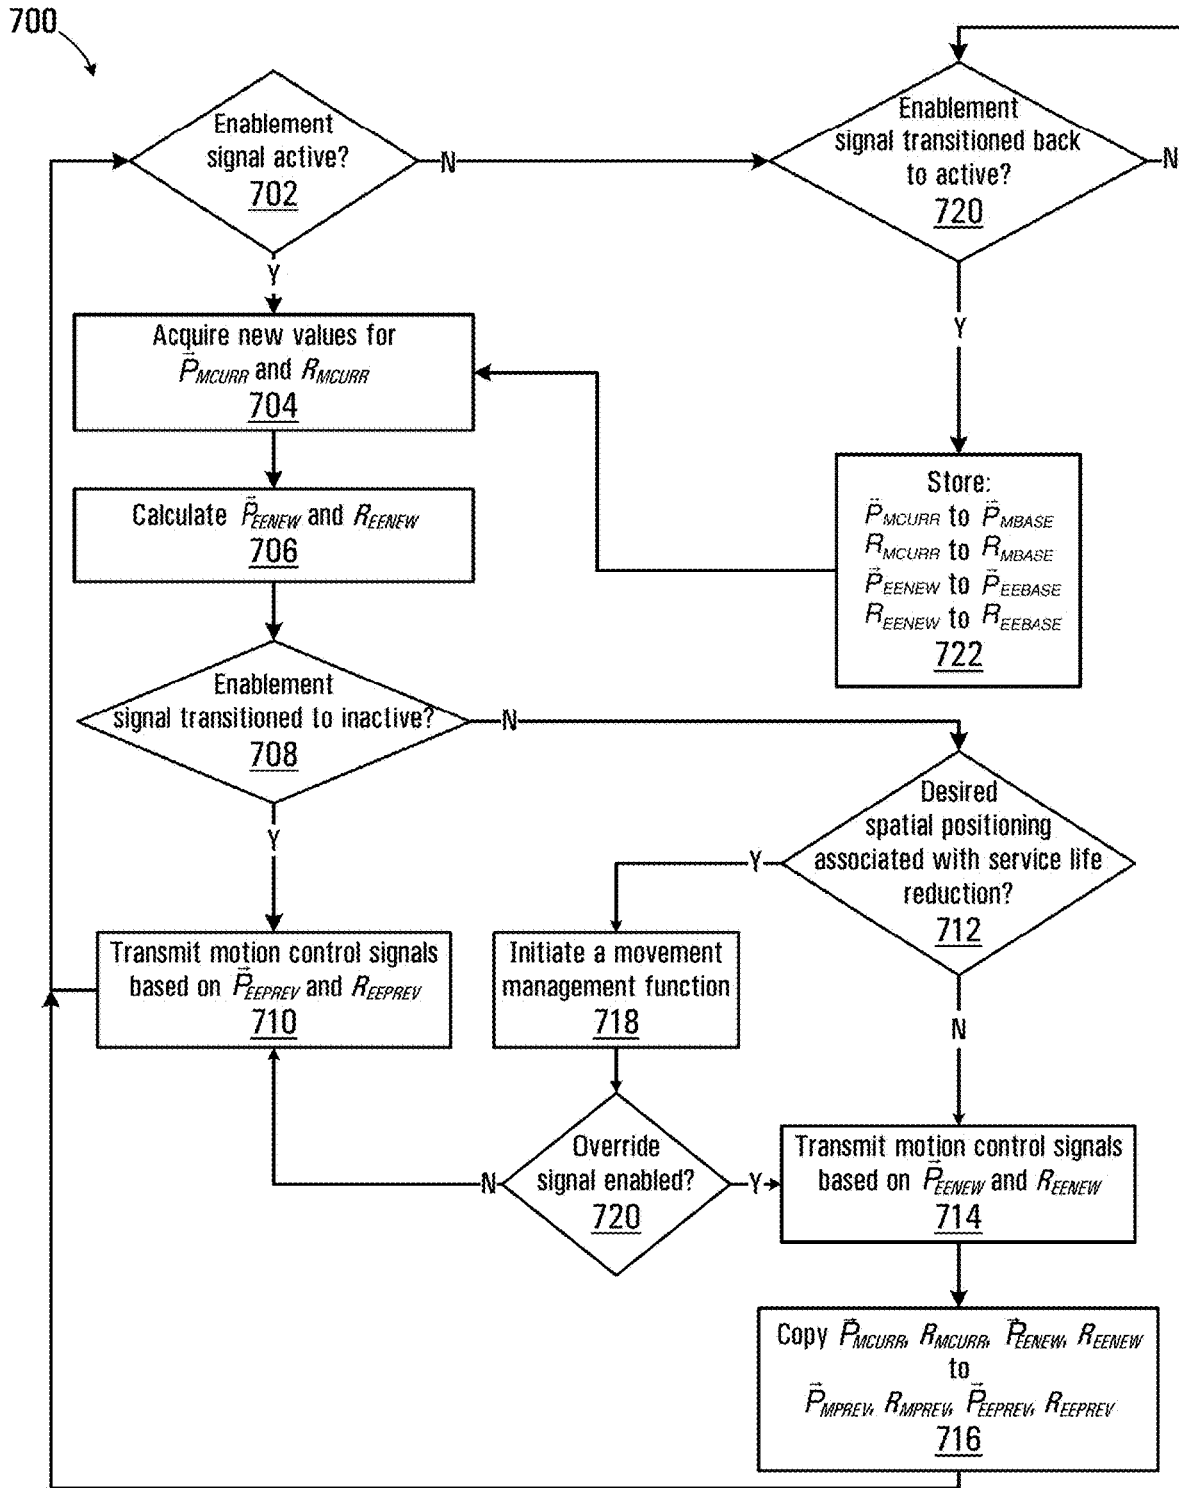 700
Enablement
signal active?
702
N
Y
Enablement
signal transitioned back
to active?
720
N
Y
Acquire new values for
P⃗MCURR and RMCURR
704
Calculate P⃗EENEW and REENEW
706
Store:
P⃗MCURR to P⃗MBASE
RMCURR to RMBASE
P⃗EENEW to P⃗EEBASE
REENEW to REEBASE
722
Enablement
signal transitioned to inactive?
708
N
Y
Desired
spatial positioning
associated with service life
reduction?
712
Y
N
Transmit motion control signals
based on P⃗EEPREV and REEPREV
710
Initiate a movement
management function
718
Override
signal enabled?
720
N
Y
Transmit motion control signals
based on P⃗EENEW and REENEW
714
Copy P⃗MCURR, RMCURR, P⃗EENEW, REENEW
to
P⃗MPREV, RMPREV, P⃗EEPREV, REEPREV
716